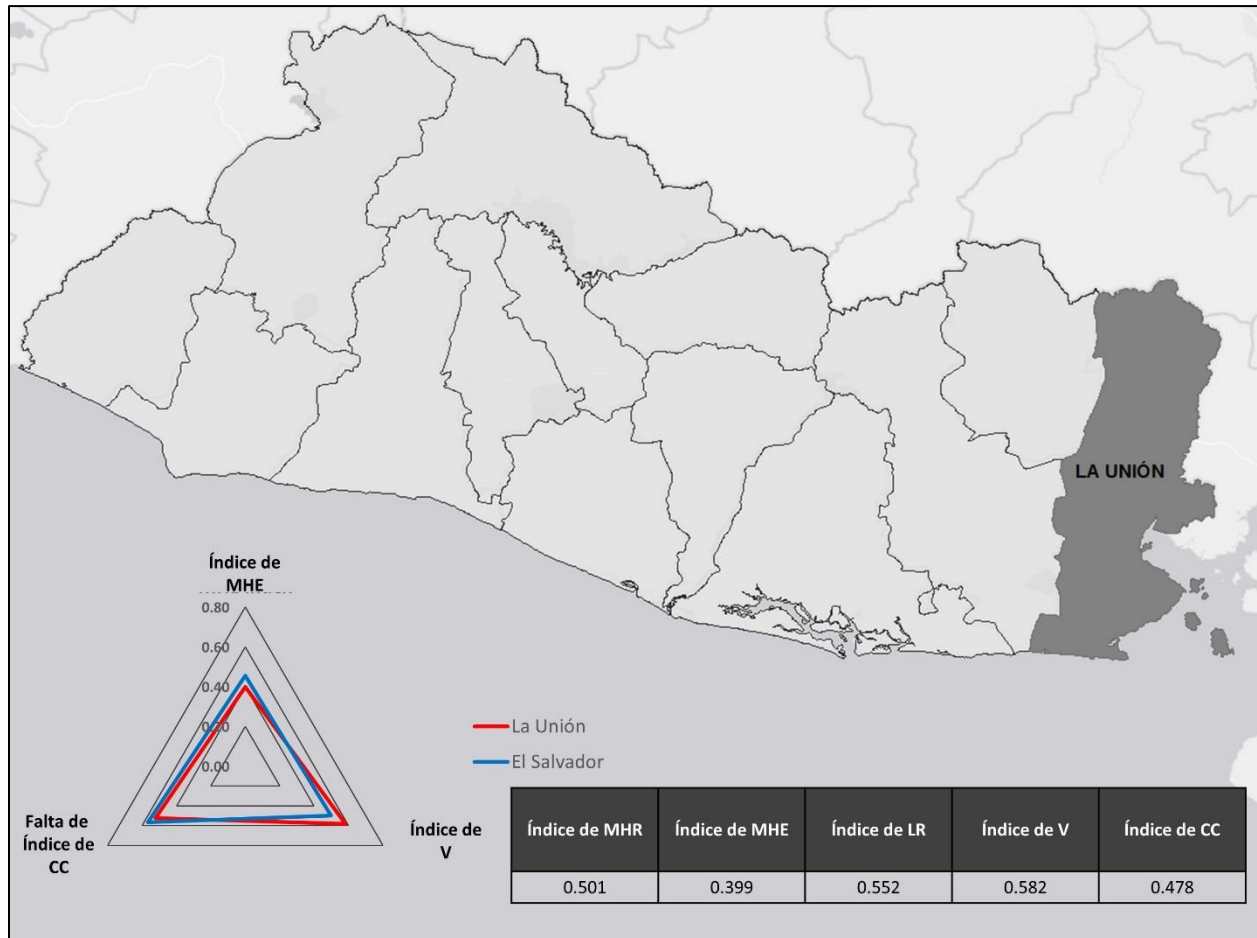 LA UNIÓN
Índice de
MHE
0.80
0.60
0.40
0.20
0.00
Falta de
Índice de
CC
Índice de
V
La Unión
El Salvador
Índice de MHR Índice de MHE Índice de LR Índice de V Índice de CC
0.501 0.399 0.552 0.582 0.478